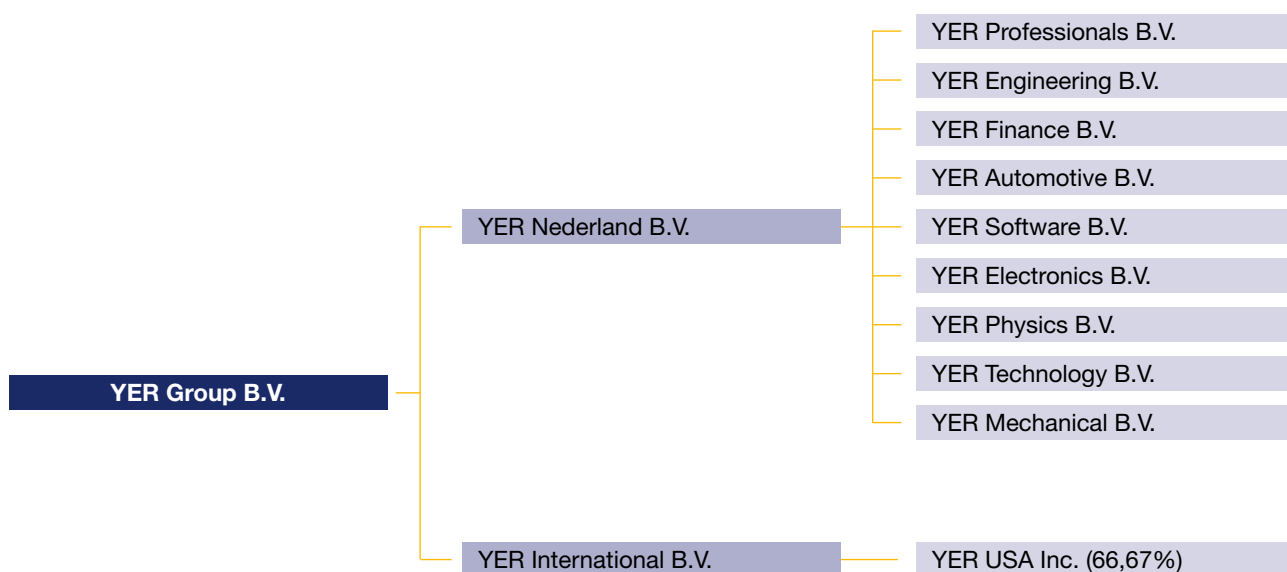 YER Professionals B.V.
YER Engineering B.V.
YER Finance B.V.
YER Automotive B.V.
YER Nederland B.V.
YER Software B.V.
YER Electronics B.V.
YER Physics B.V.
YER Technology B.V.
YER Group B.V.
YER Mechanical B.V.
YER International B.V.
YER USA Inc. (66,67%)